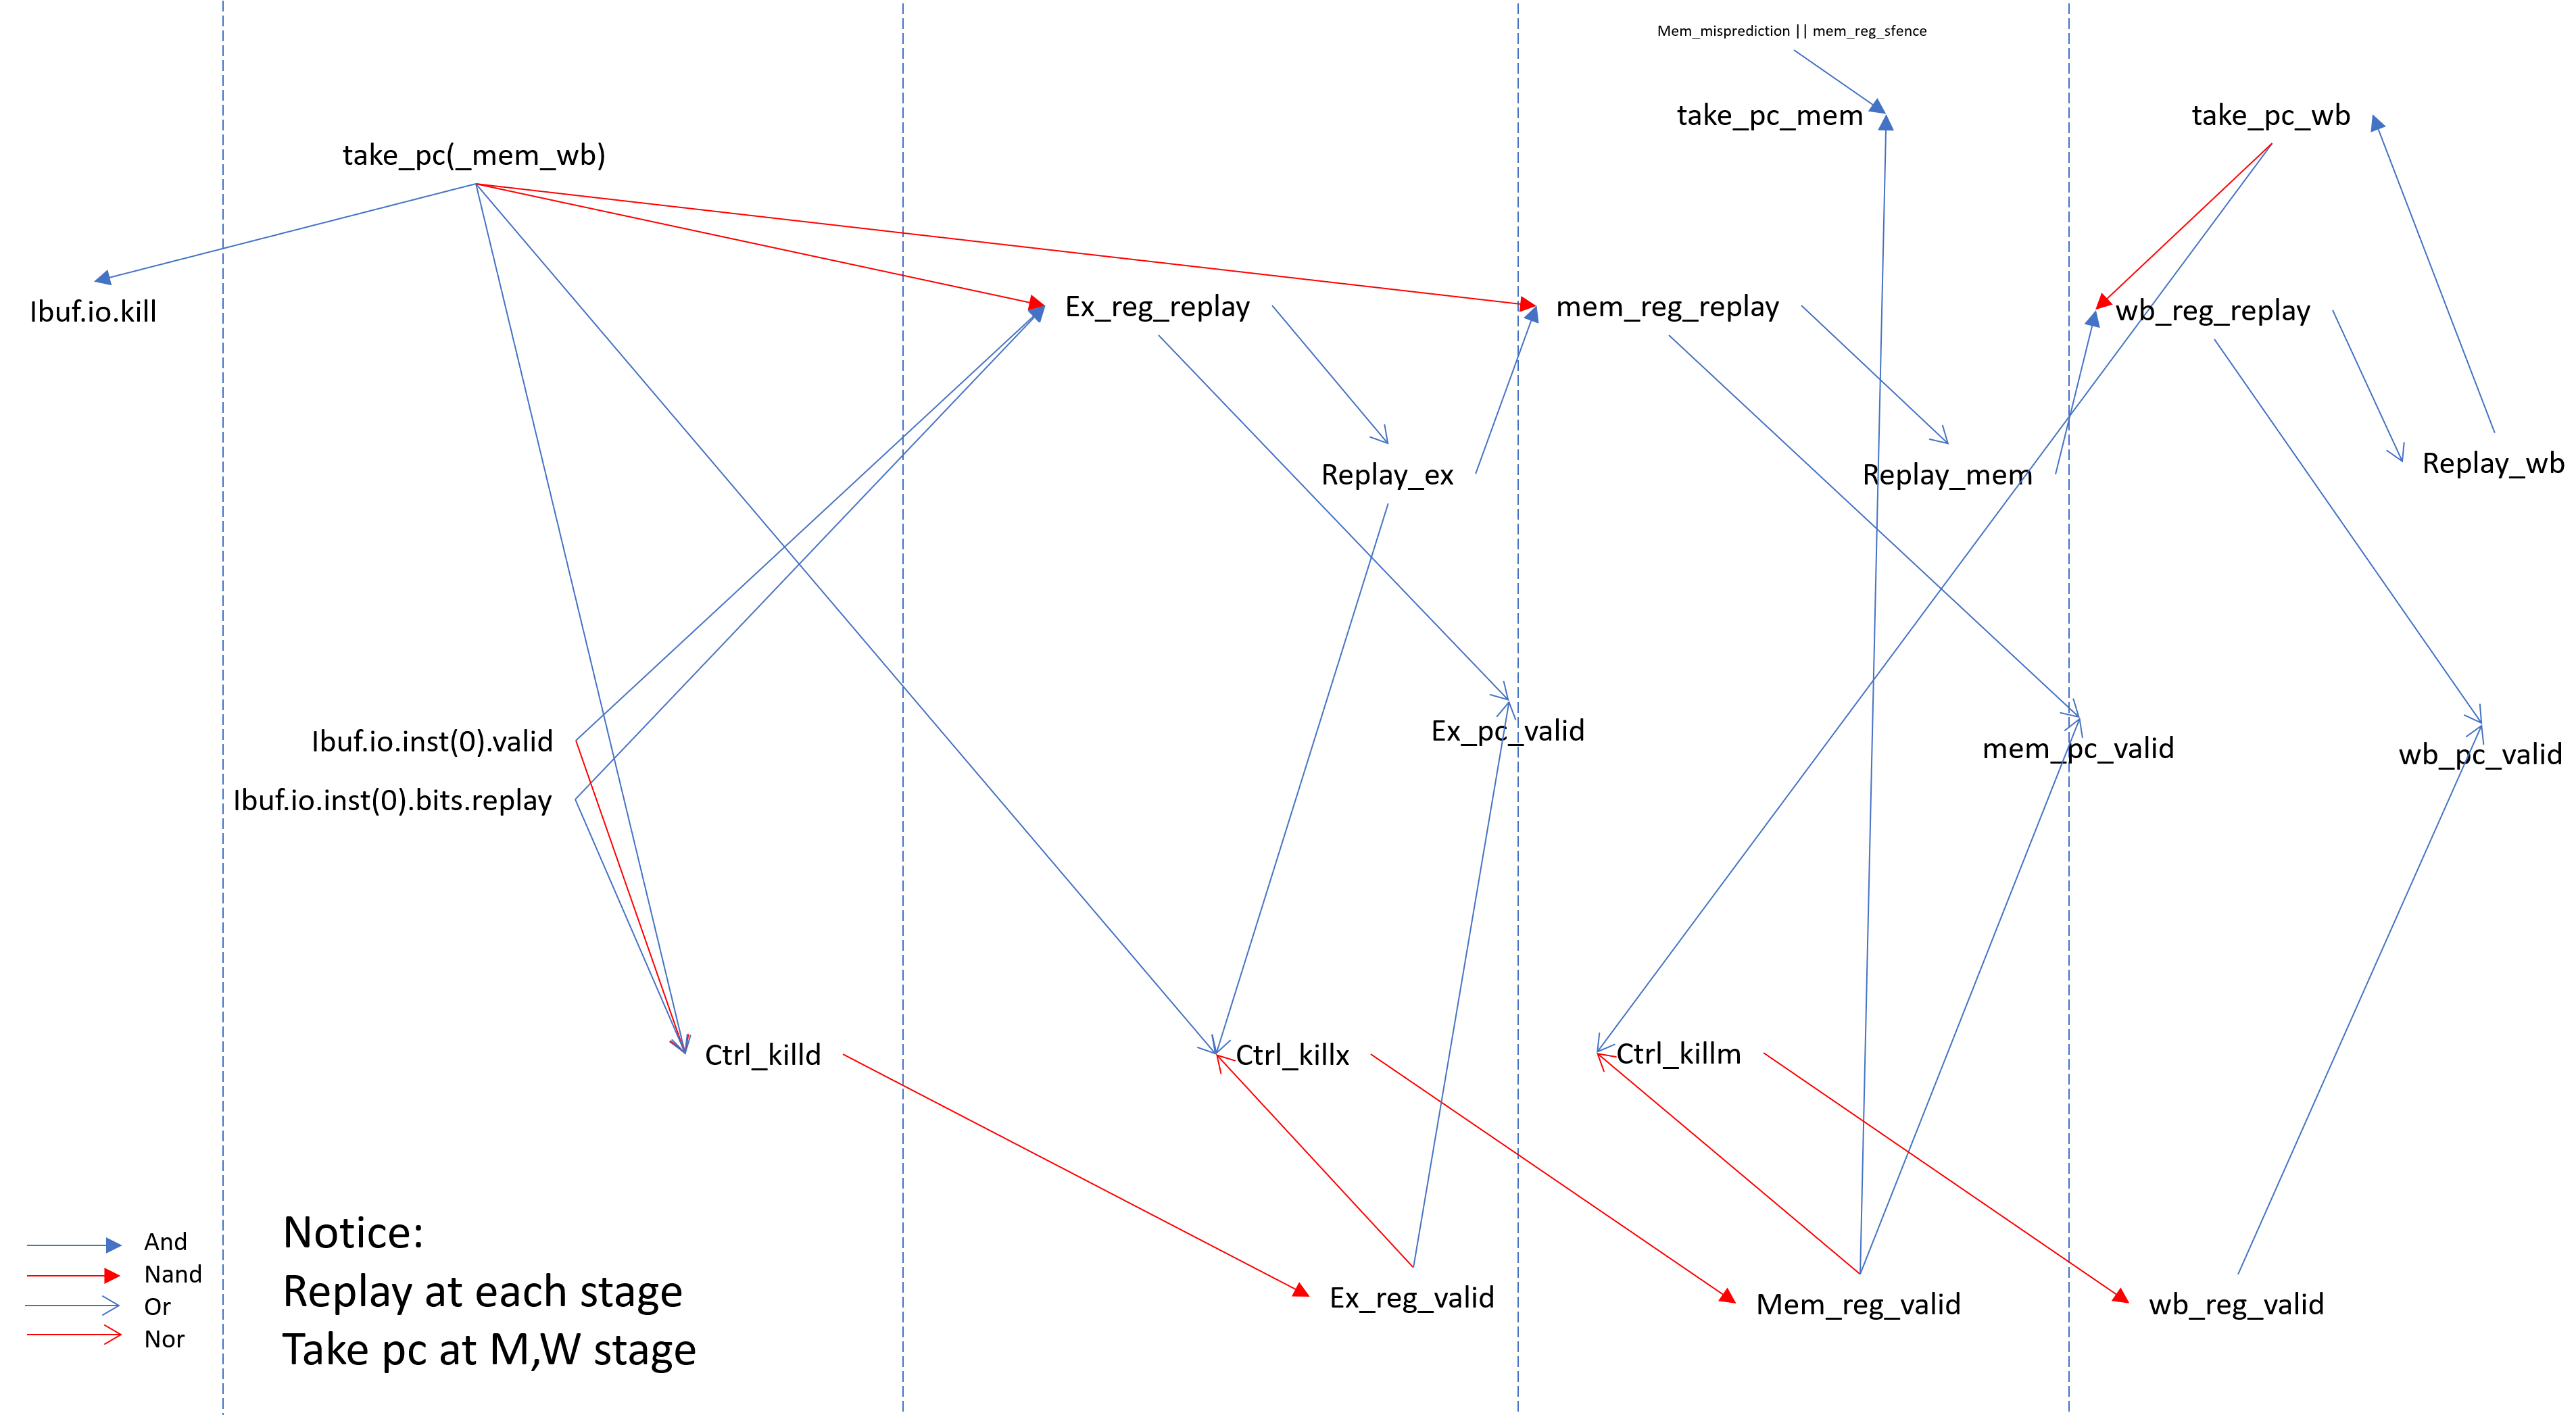 Mem_misprediction || mem_reg_sfence
take_pc_mem
take_pc_wb
take_pc(_mem_wb)
Ibuf.io.kill
Ex_reg_replay
mem_reg_replay
wb_reg_replay
Replay_ex
Replay_mem
Replay_wb
Ibuf.io.inst(0).valid
Ex_pc_valid
mem_pc_valid
wb_pc_valid
Ibuf.io.inst(0).bits.replay
Ctrl_killd
Ctrl_killx
Ctrl_killm
Ex_reg_valid
Mem_reg_valid
wb_reg_valid
And
Nand
Or
Nor
Notice:
Replay at each stage
Take pc at M,W stage